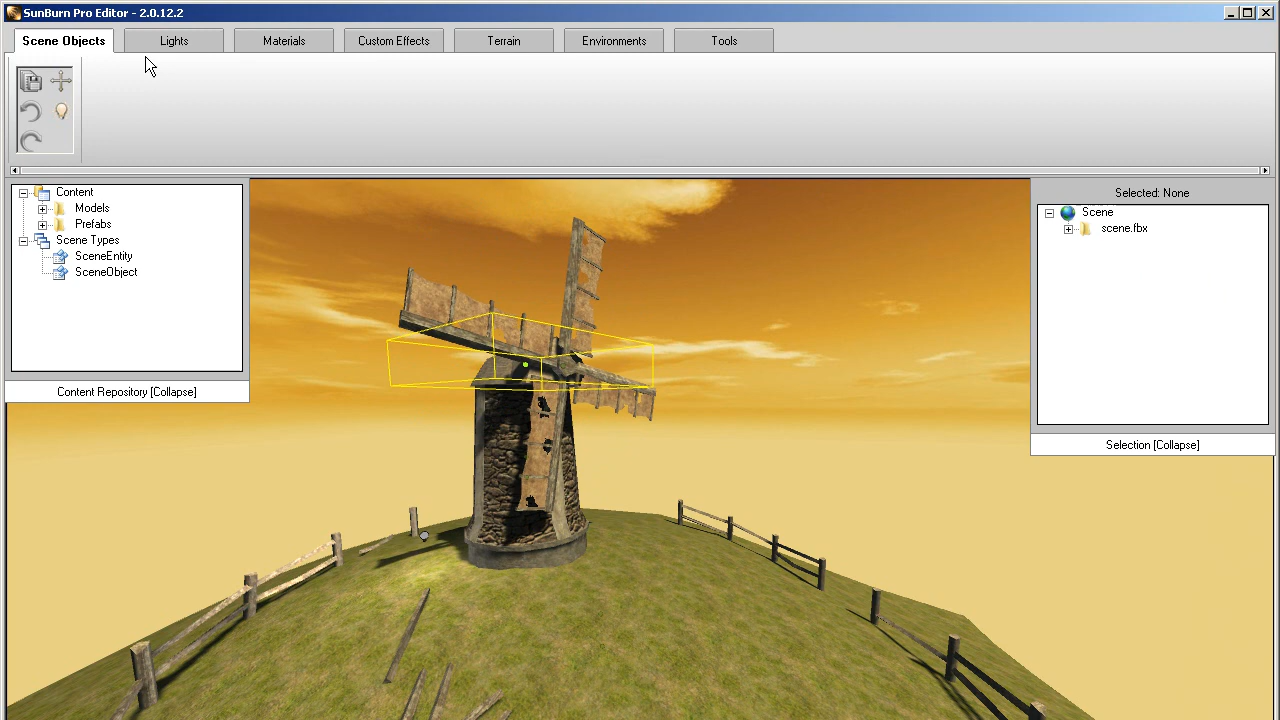 SunBurn Pro Editor - 2.0.12.2
Scene Objects Lights Materials Custom Effects Terrain Environments Tools
Content
Models
Prefabs
Scene Types
SceneEntity
SceneObject
Content Repository [Collapse]
Selected: None
Scene
scene.fbx
Selection [Collapse]